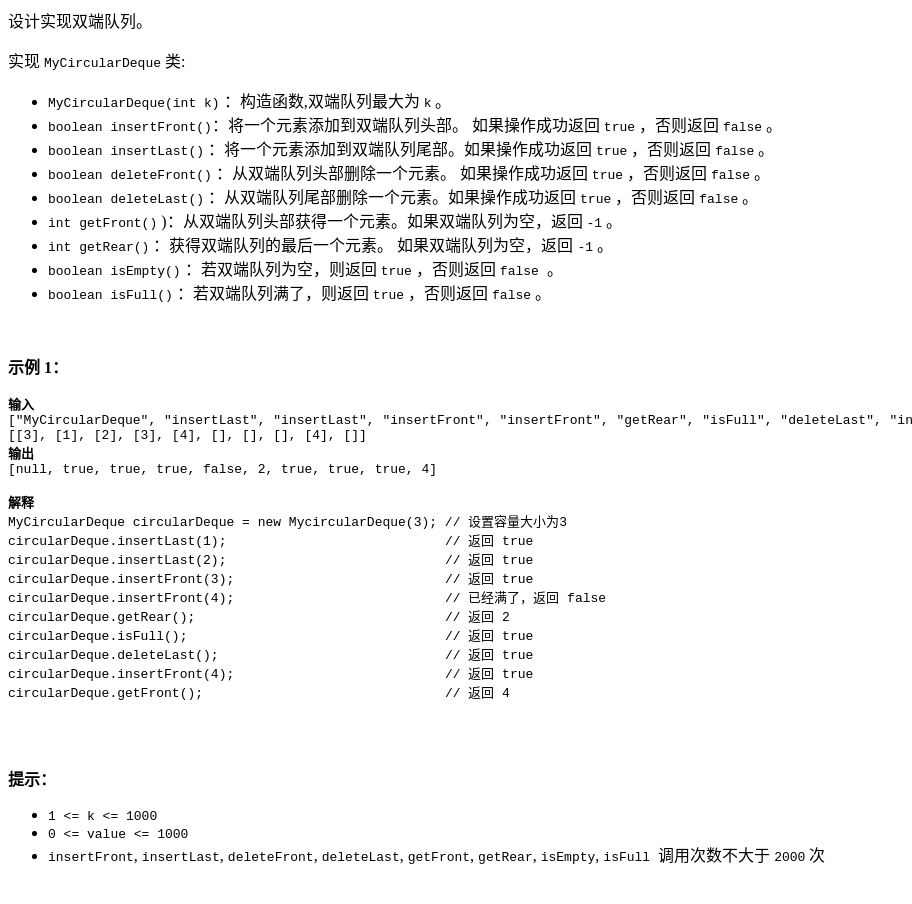 设计实现双端队列。
实现 MyCircularDeque 类:
MyCircularDeque(int k) ：构造函数,双端队列最大为 k 。
boolean insertFront()：将一个元素添加到双端队列头部。 如果操作成功返回 true ，否则返回 false 。
boolean insertLast() ：将一个元素添加到双端队列尾部。如果操作成功返回 true ，否则返回 false 。
boolean deleteFront() ：从双端队列头部删除一个元素。 如果操作成功返回 true ，否则返回 false 。
boolean deleteLast() ：从双端队列尾部删除一个元素。如果操作成功返回 true ，否则返回 false 。
int getFront() )：从双端队列头部获得一个元素。如果双端队列为空，返回 -1 。
int getRear() ：获得双端队列的最后一个元素。 如果双端队列为空，返回 -1 。
boolean isEmpty() ：若双端队列为空，则返回 true ，否则返回 false  。
boolean isFull() ：若双端队列满了，则返回 true ，否则返回 false 。
示例 1：
输入
["MyCircularDeque", "insertLast", "insertLast", "insertFront", "insertFront", "getRear", "isFull", "deleteLast", "in
[[3], [1], [2], [3], [4], [], [], [], [4], []]
输出
[null, true, true, true, false, 2, true, true, true, 4]
解释
MyCircularDeque circularDeque = new MycircularDeque(3); // 设置容量大小为3
circularDeque.insertLast(1);                            // 返回 true
circularDeque.insertLast(2);                            // 返回 true
circularDeque.insertFront(3);                           // 返回 true
circularDeque.insertFront(4);                           // 已经满了，返回 false
circularDeque.getRear();                                // 返回 2
circularDeque.isFull();                                 // 返回 true
circularDeque.deleteLast();                             // 返回 true
circularDeque.insertFront(4);                           // 返回 true
circularDeque.getFront();                               // 返回 4
提示：
1 <= k <= 1000
0 <= value <= 1000
insertFront, insertLast, deleteFront, deleteLast, getFront, getRear, isEmpty, isFull  调用次数不大于 2000 次